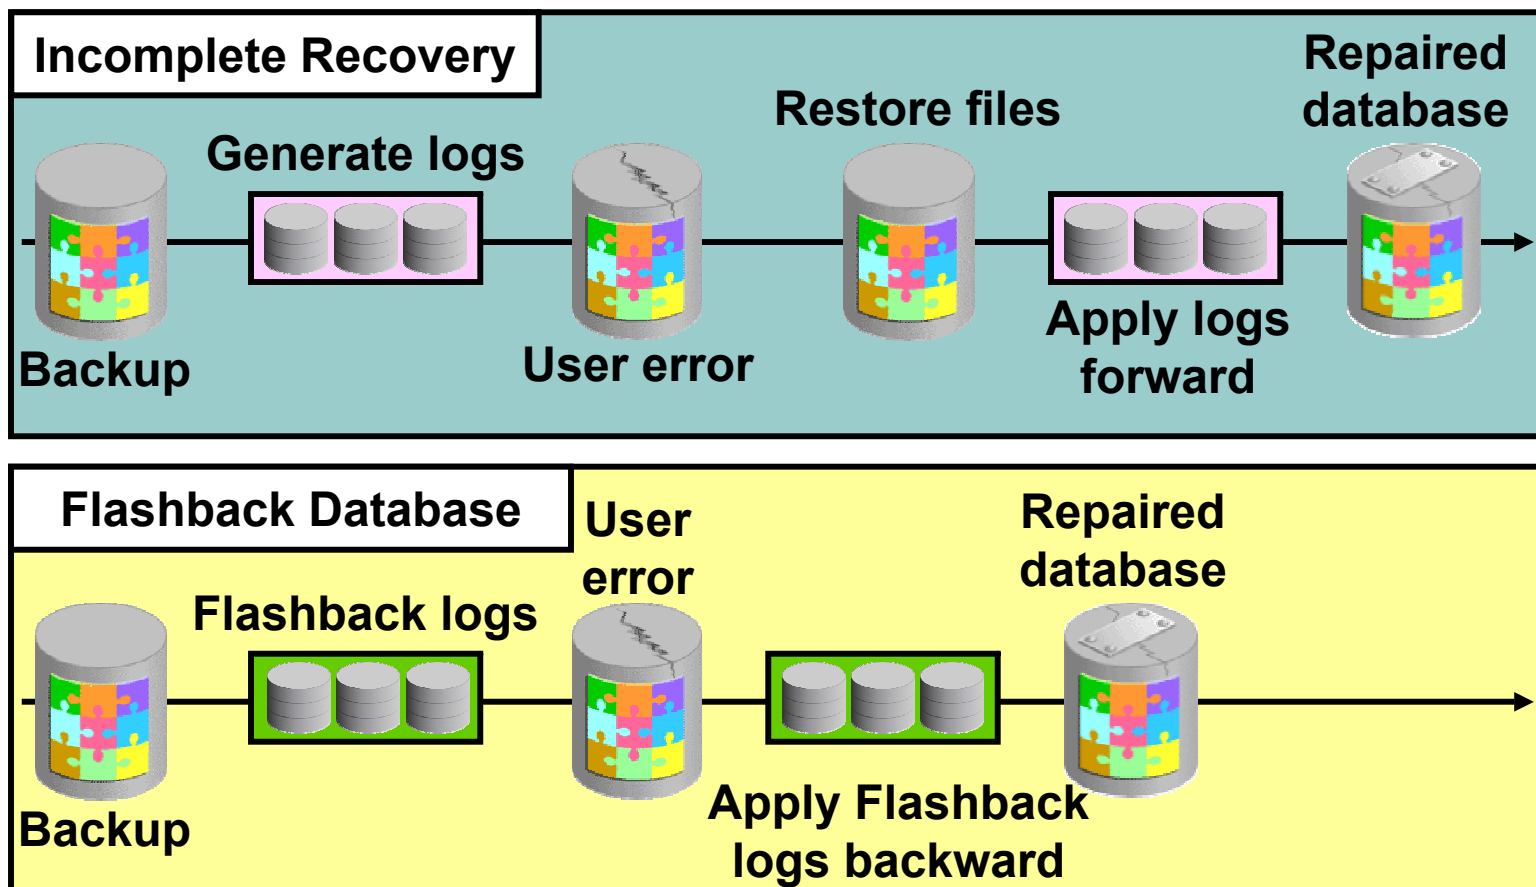 Incomplete Recovery
Repaired
database
Restore files
Generate logs
Backup
User error
Apply logs
forward
Flashback Database
User
error
Repaired
database
Flashback logs
Backup
Apply Flashback
logs backward